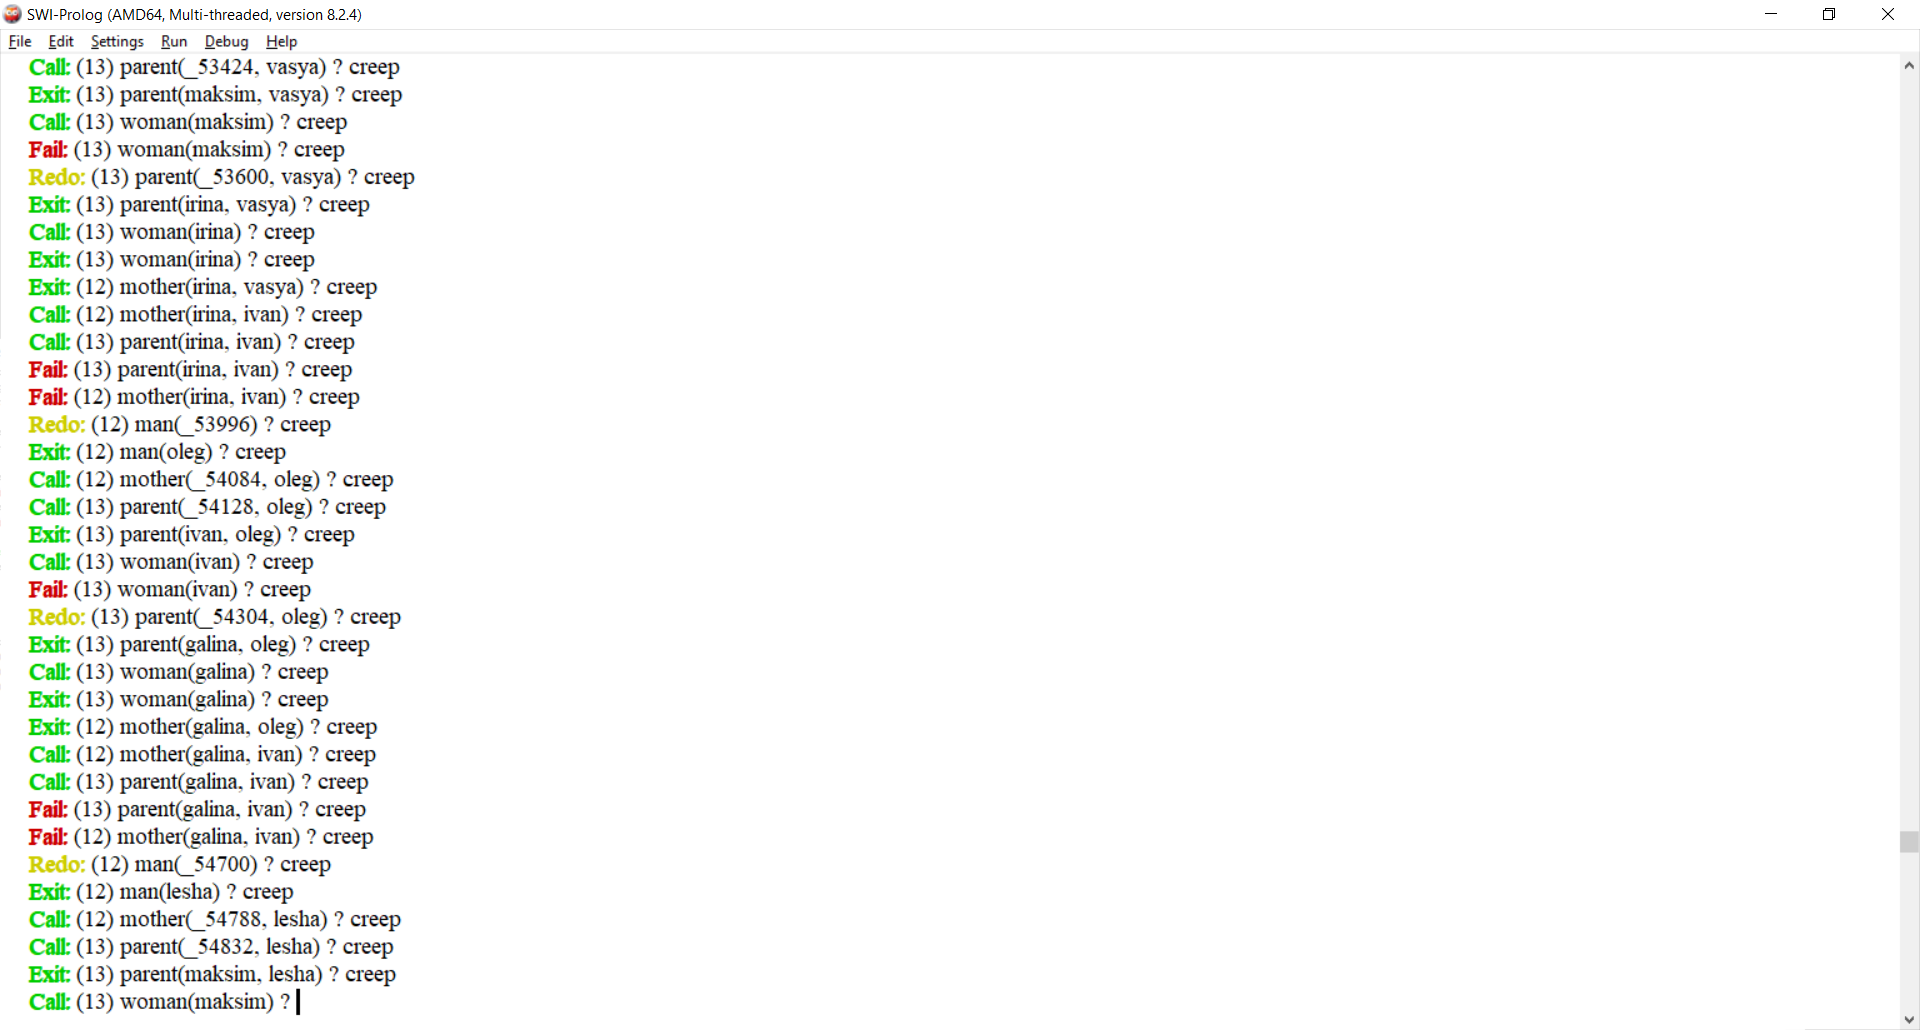 SWI-Prolog (AMD64, Multi-threaded, version 8.2.4)
File Edit Settings Run Debug Help
Call: (13) parent(_53424, vasya) ? creep
Exit: (13) parent(maksim, vasya) ? creep
Call: (13) woman(maksim) ? creep
Fail: (13) woman(maksim) ? creep
Redo: (13) parent(_53600, vasya) ? creep
Exit: (13) parent(irina, vasya) ? creep
Call: (13) woman(irina) ? creep
Exit: (13) woman(irina) ? creep
Exit: (12) mother(irina, vasya) ? creep
Call: (12) mother(irina, ivan) ? creep
Call: (13) parent(irina, ivan) ? creep
Fail: (13) parent(irina, ivan) ? creep
Fail: (12) mother(irina, ivan) ? creep
Redo: (12) man(_53996) ? creep
Exit: (12) man(oleg) ? creep
Call: (12) mother(_54084, oleg) ? creep
Call: (13) parent(_54128, oleg) ? creep
Exit: (13) parent(ivan, oleg) ? creep
Call: (13) woman(ivan) ? creep
Fail: (13) woman(ivan) ? creep
Redo: (13) parent(_54304, oleg) ? creep
Exit: (13) parent(galina, oleg) ? creep
Call: (13) woman(galina) ? creep
Exit: (13) woman(galina) ? creep
Exit: (12) mother(galina, oleg) ? creep
Call: (12) mother(galina, ivan) ? creep
Call: (13) parent(galina, ivan) ? creep
Fail: (13) parent(galina, ivan) ? creep
Fail: (12) mother(galina, ivan) ? creep
Redo: (12) man(_54700) ? creep
Exit: (12) man(lesha) ? creep
Call: (12) mother(_54788, lesha) ? creep
Call: (13) parent(_54832, lesha) ? creep
Exit: (13) parent(maksim, lesha) ? creep
Call: (13) woman(maksim) ?